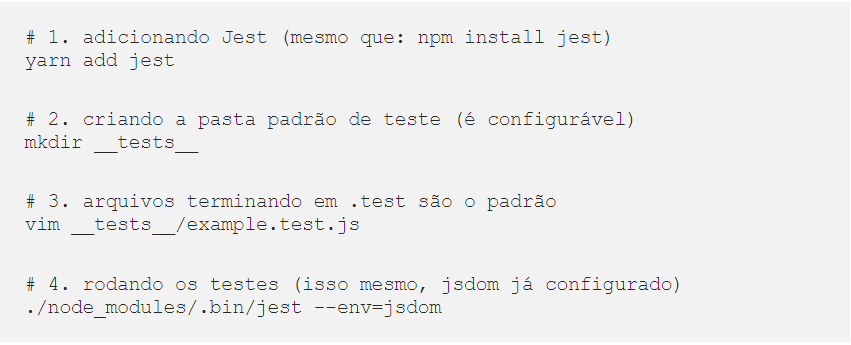 # 1. adicionando Jest (mesmo que: npm install jest)
yarn add jest
# 2. criando a pasta padrão de teste (é configurável)
mkdir __tests__
# 3. arquivos terminando em .test são o padrão
vim __tests__/example.test.js
# 4. rodando os testes (isso mesmo, jsdom já configurado)
./node_modules/.bin/jest --env=jsdom